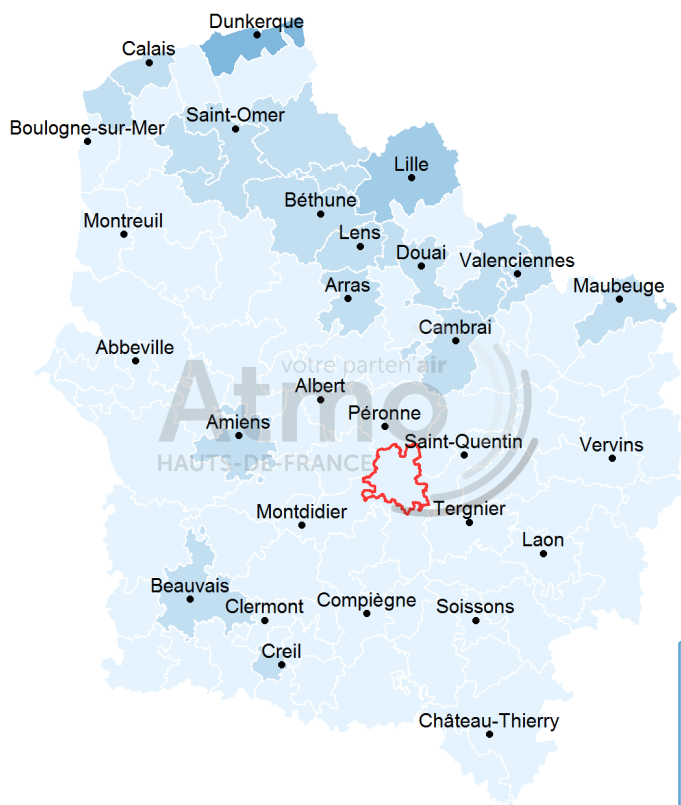 Dunkerque
Calais
Saint-Omer
Boulogne-sur-Mer
Lille
Béthune
Montreuil
Lens
Douai
Valenciennes
Arras
Maubeuge
Cambrai
Abbeville
votre parten air
Atmo
Albert
Péronne
Amiens
Saint-Quentin
Vervins
HAUTS-DE-FRANCE
Montdidier
Tergnier
Laon
Beauvais
Clermont
Compiègne
Soissons
Creil
Château-Thierry